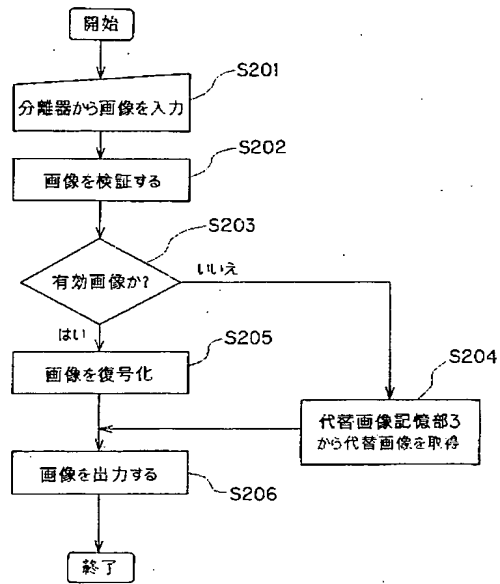 開始
S201
分離器から画像を入力
S202
画像を検証する
S203
有効画像か?
いいえ
はい
S205
画像を復号化
S204
代替画像記憶部3
から代替画像を取得
画像を出力する
S206
終了